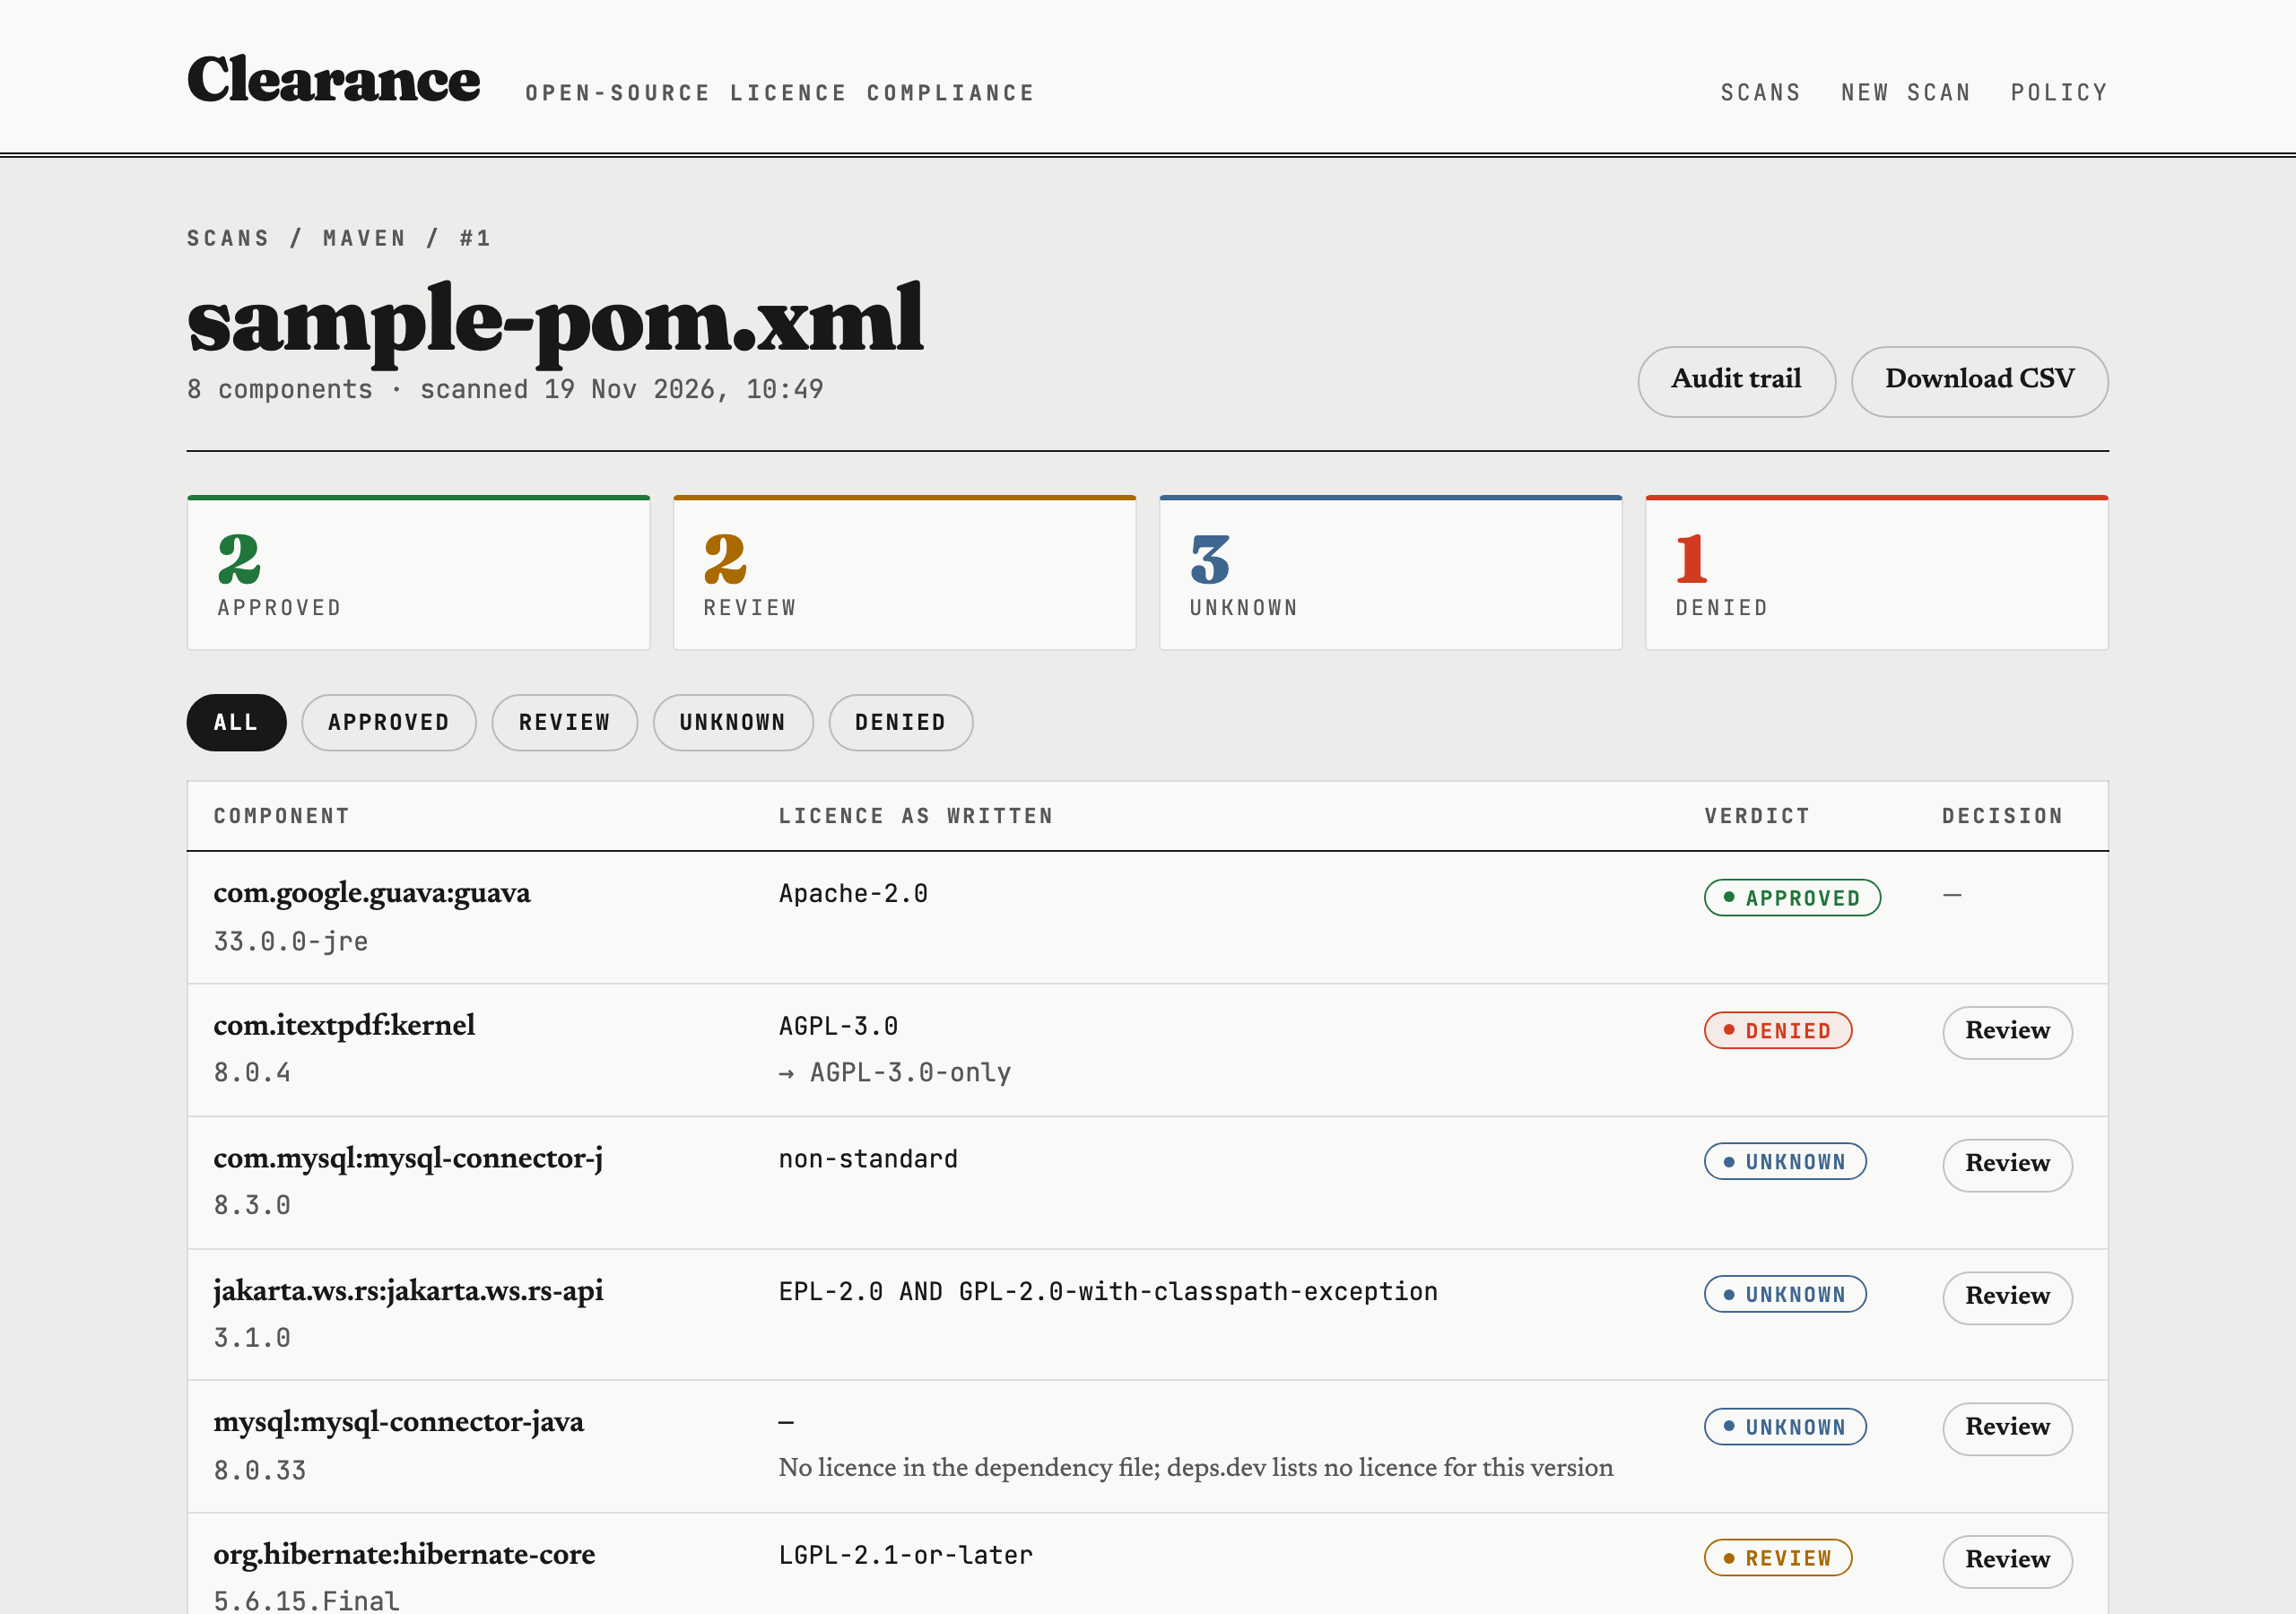 Clearance OPEN-SOURCE LICENCE COMPLIANCE SCANS NEW SCAN POLICY
SCANS / MAVEN / #1
sample-pom.xml
8 components · scanned 19 Nov 2026, 10:49
Audit trail Download CSV
2 2 3 1
APPROVED REVIEW UNKNOWN DENIED
ALL APPROVED REVIEW UNKNOWN DENIED
COMPONENT LICENCE AS WRITTEN VERDICT DECISION
com.google.guava:guava Apache-2.0 APPROVED —
33.0.0-jre
com.itextpdf:kernel AGPL-3.0 DENIED Review
8.0.4 → AGPL-3.0-only
com.mysql:mysql-connector-j non-standard UNKNOWN Review
8.3.0
jakarta.ws.rs:jakarta.ws.rs-api EPL-2.0 AND GPL-2.0-with-classpath-exception UNKNOWN Review
3.1.0
mysql:mysql-connector-java — UNKNOWN Review
8.0.33 No licence in the dependency file; deps.dev lists no licence for this version
org.hibernate:hibernate-core LGPL-2.1-or-later REVIEW Review
5.6.15.Final